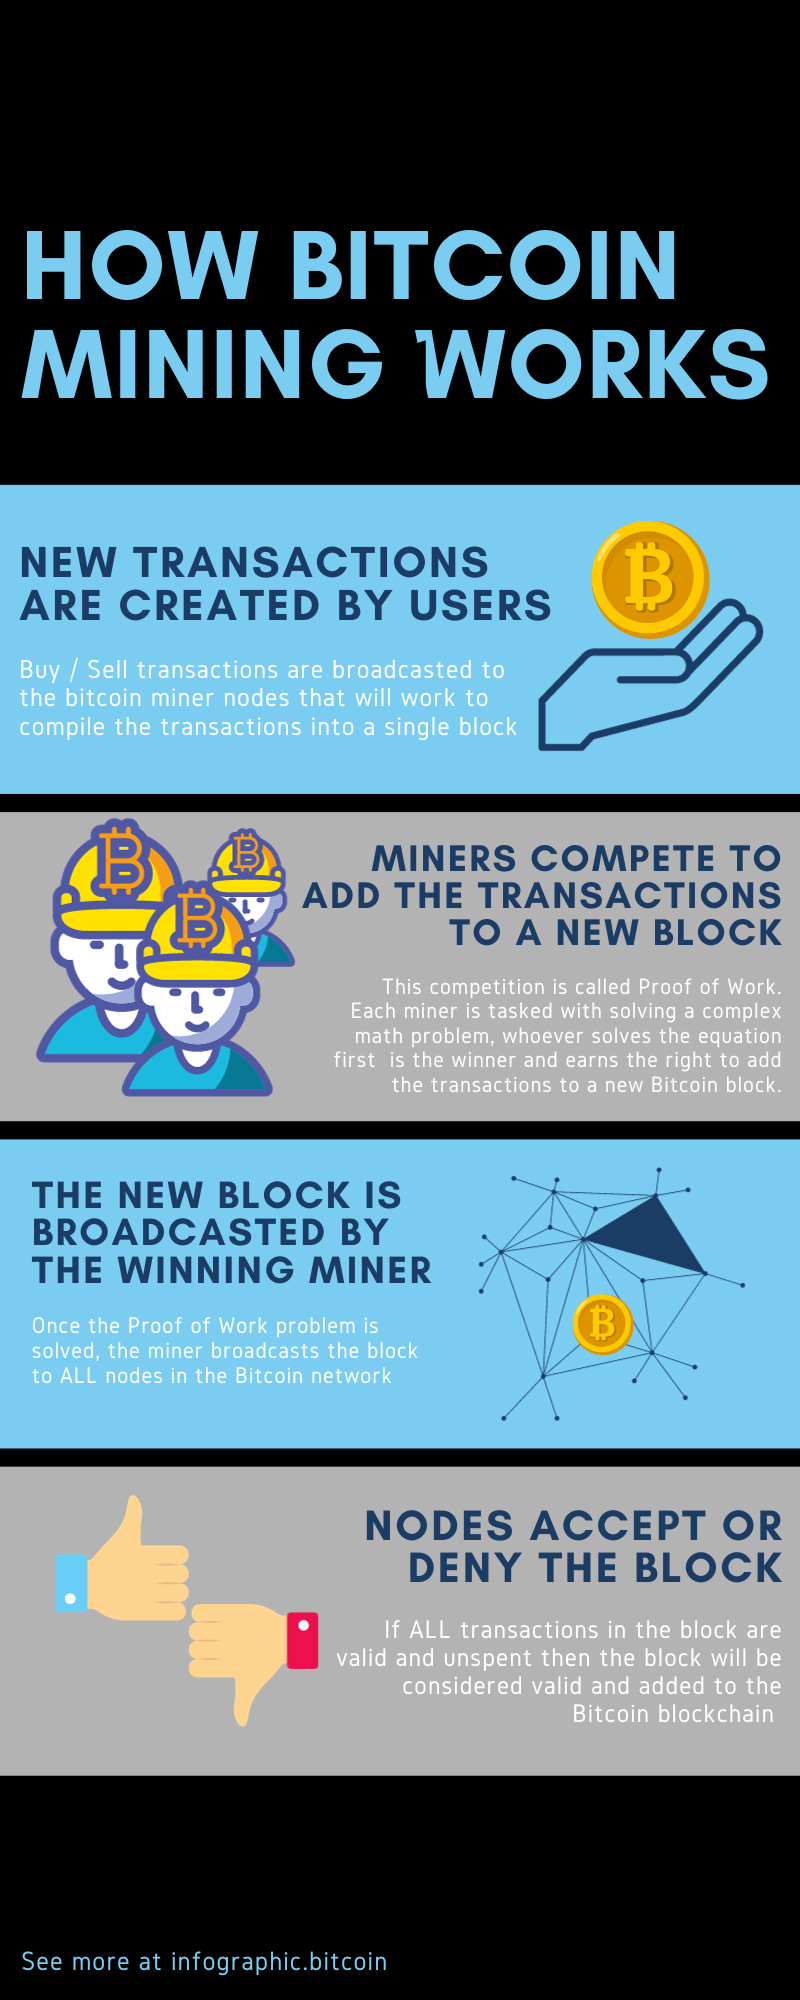 HOW BITCOIN
MINING WORKS
NEW TRANSACTIONS
ARE CREATED BY USERS
Buy / Sell transactions are broadcasted to
the bitcoin miner nodes that will work to
compile the transactions into a single block
MINERS COMPETE TO
ADD THE TRANSACTIONS
TO A NEW BLOCK
This competition is called Proof of Work.
Each miner is tasked with solving a complex
math problem, whoever solves the equation
first is the winner and earns the right to add
the transactions to a new Bitcoin block.
THE NEW BLOCK IS
BROADCASTED BY
THE WINNING MINER
Once the Proof of Work problem is
solved, the miner broadcasts the block
to ALL nodes in the Bitcoin network
NODES ACCEPT OR
DENY THE BLOCK
If ALL transactions in the block are
valid and unspent then the block will be
considered valid and added to the
Bitcoin blockchain
See more at infographic.bitcoin